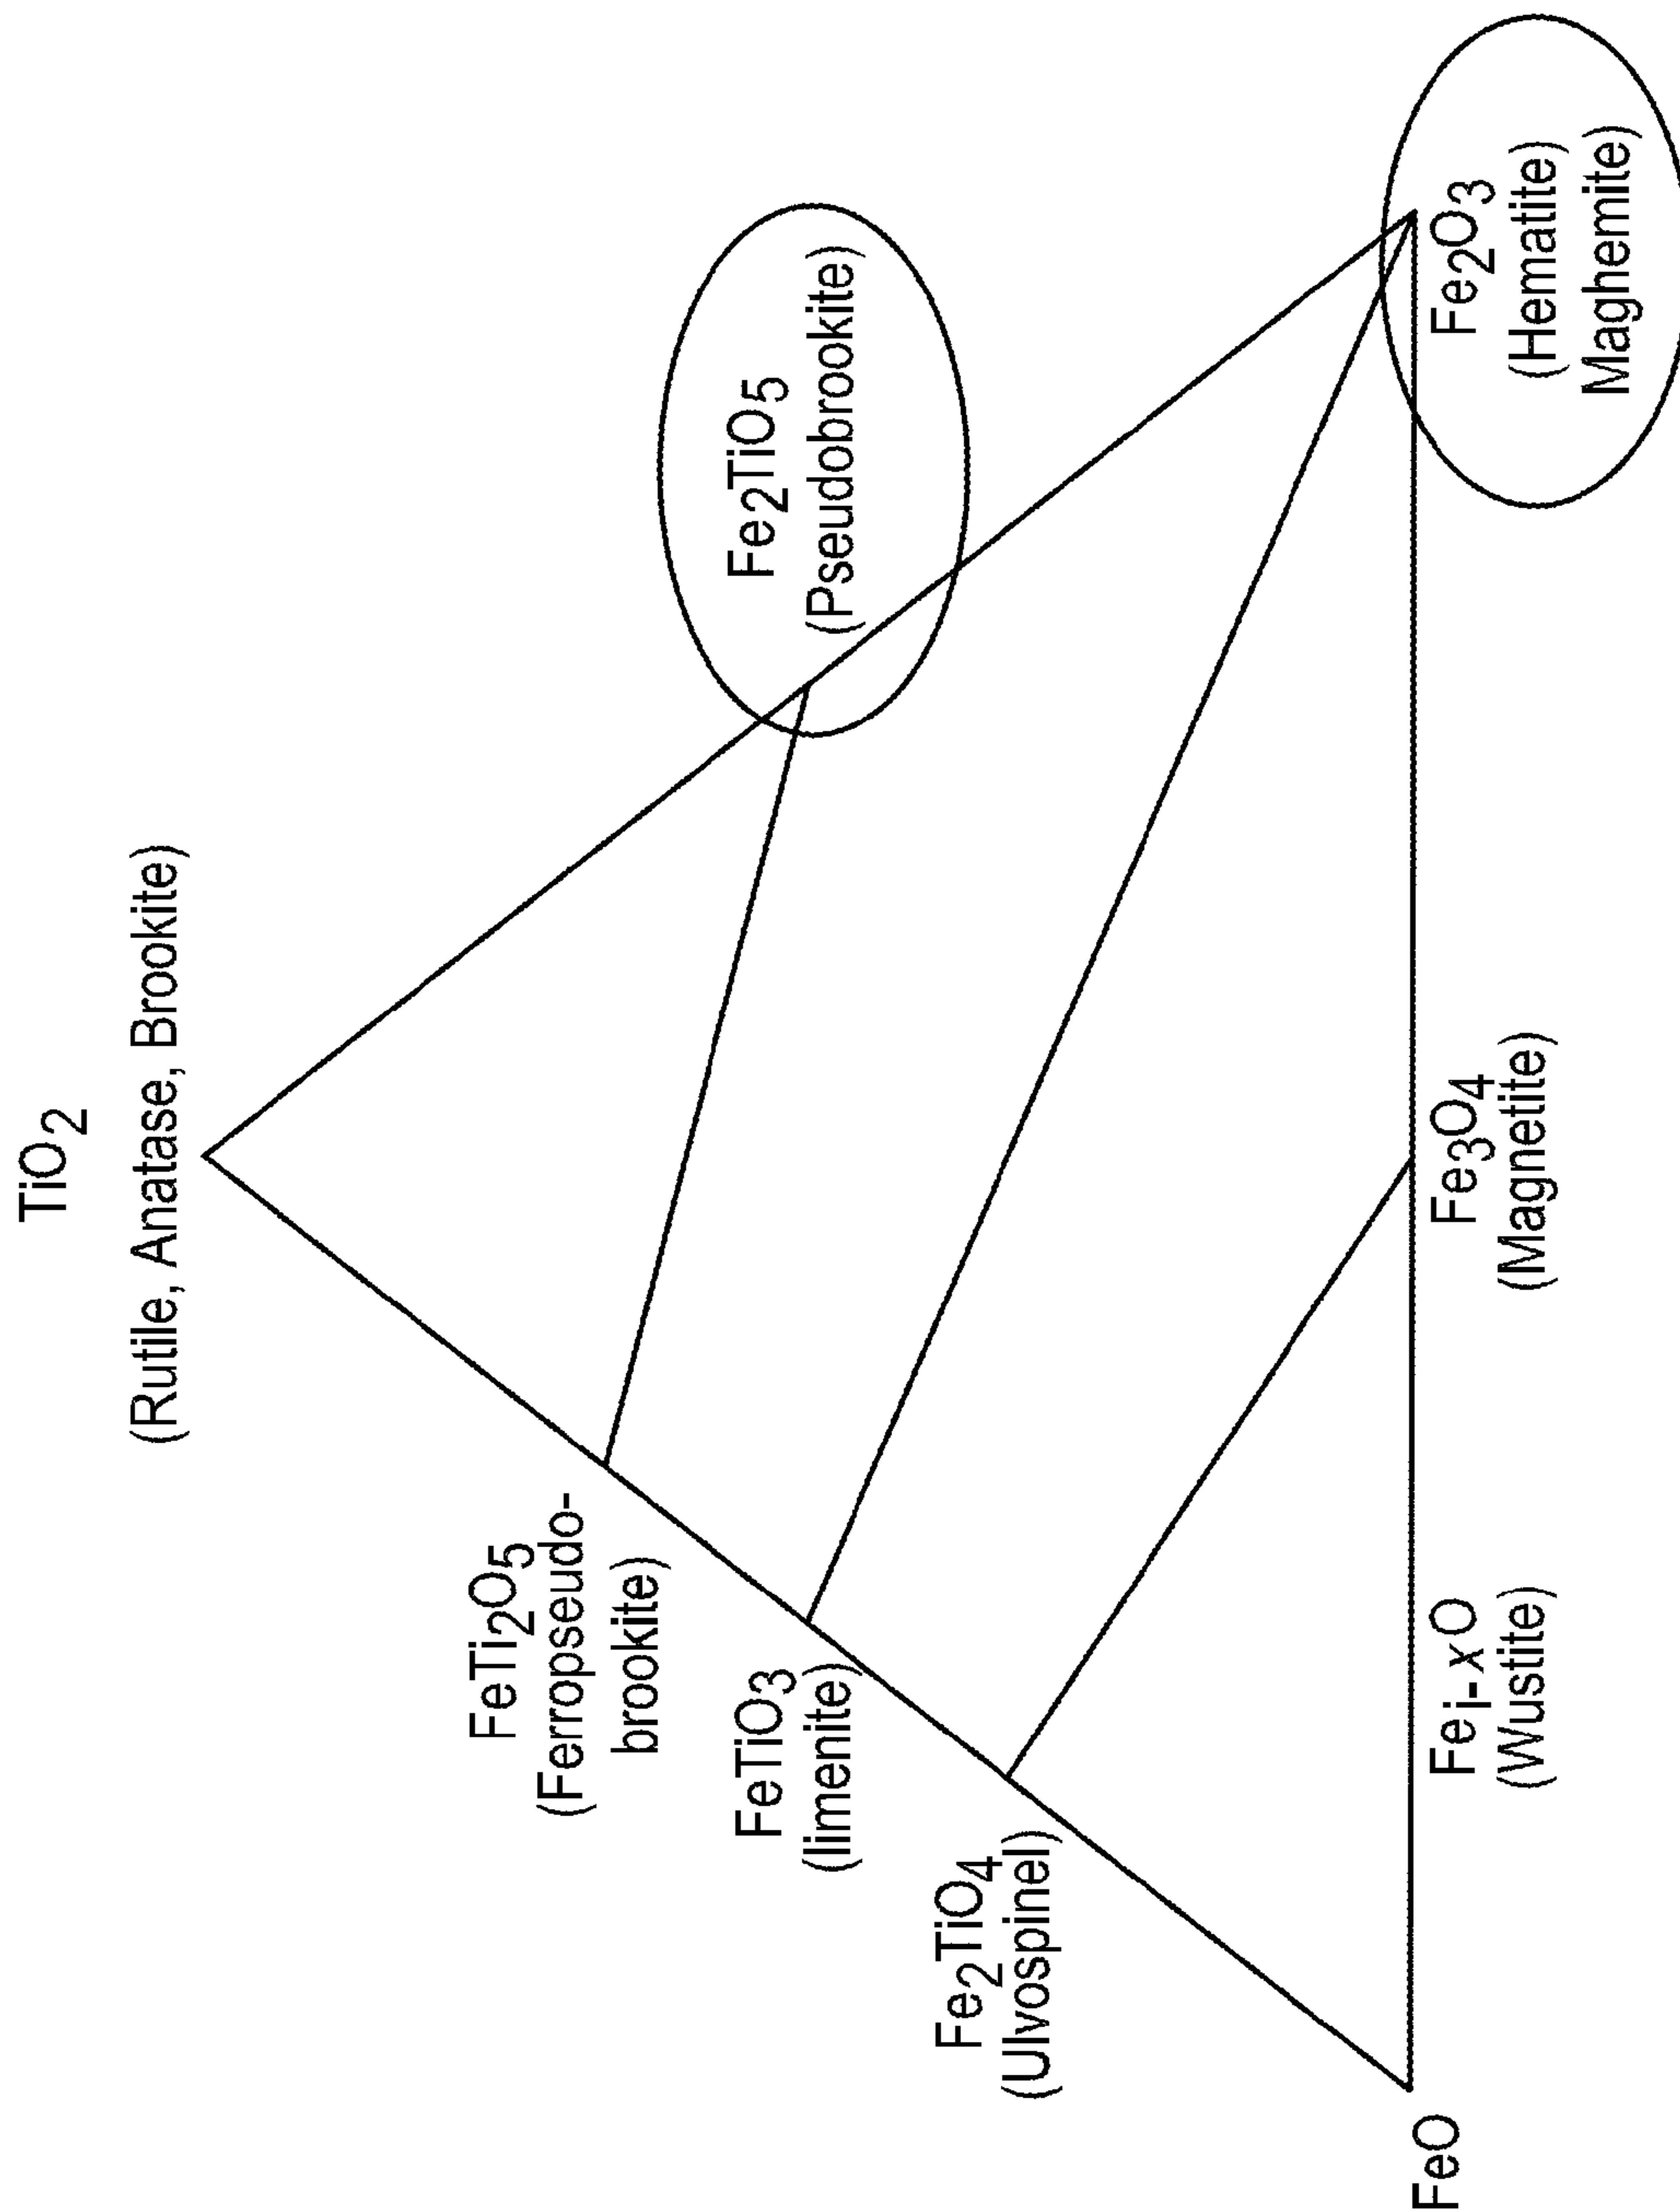 TiO2
(Rutile, Anatase, Brookite)
FeTi2O5
(Ferropseudo-
brookite)
Fe2TiO5
(Pseudobrookite)
FeTiO3
(limenite)
Fe2TiO4
(Ulvospinel)
FeO
Fei-xO
(Wustite)
Fe3O4
(Magnetite)
Fe2O3
(Hematite)
Maghemite)